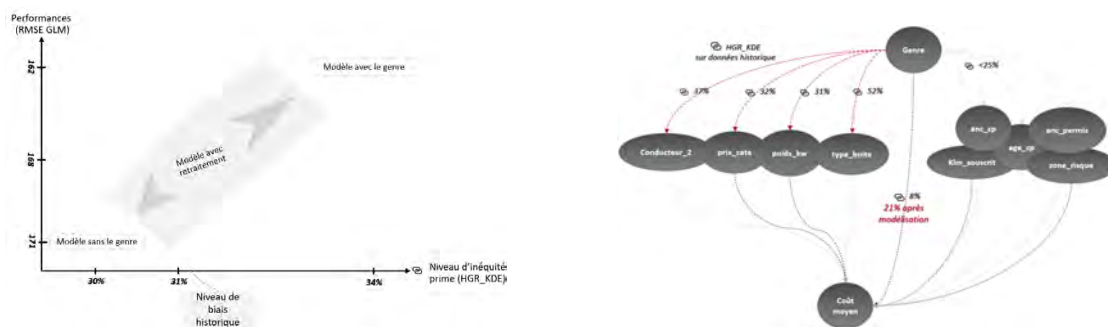 Performances
(RMSE GLM)
162
168
171
Modèle avec le genre
Modèle avec
retraitement
Modèle sans le genre
30%
31%
34%
Niveau d'inéquité
prime (HGR_KDE)
Niveau de
biais
historique
HGR_KDE
sur données historique
Genre
37%
32%
31%
52%
<25%
Conducteur_2
prix_cate
poids_kw
type_boite
anc_cp
anc_permis
age_cp
Klm_souscrit
zone_risque
8%
21% après
modélisation
Coût
moyen